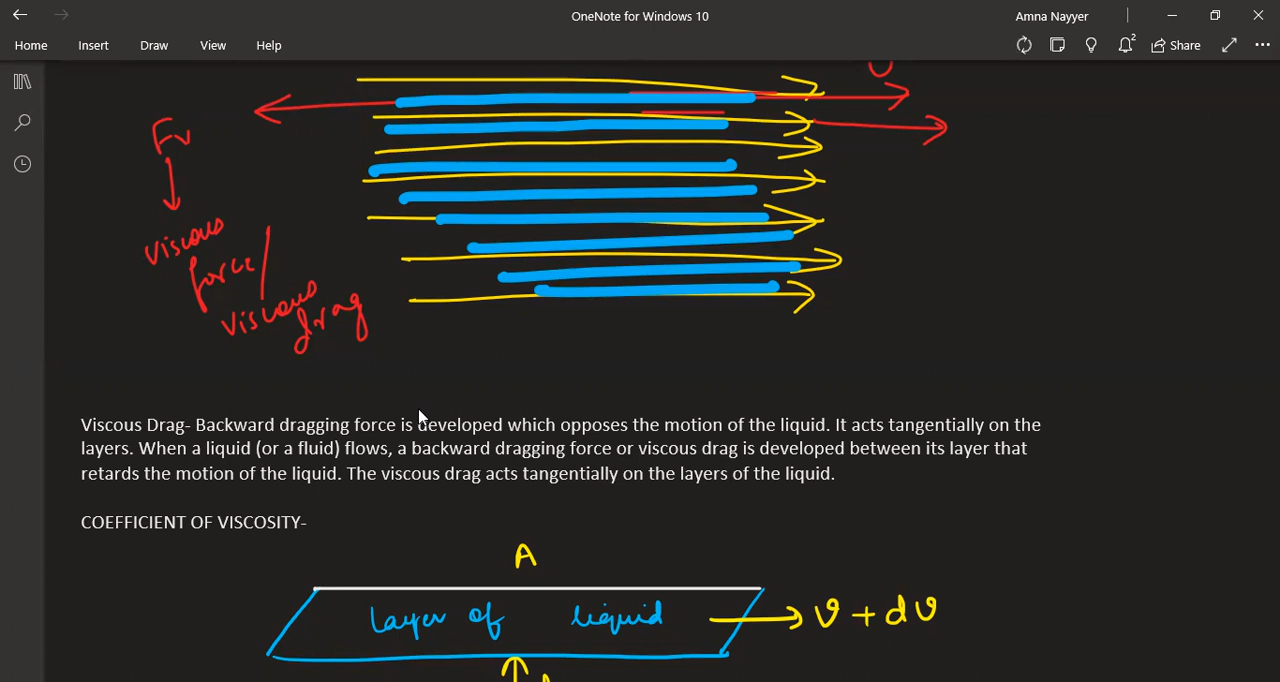 OneNote for Windows 10
Amna Nayyer
Home Insert Draw View Help
2
Share
Fv
viscous
force/
viscous
drag
Viscous Drag- Backward dragging force is developed which opposes the motion of the liquid. It acts tangentially on the
layers. When a liquid (or a fluid) flows, a backward dragging force or viscous drag is developed between its layer that
retards the motion of the liquid. The viscous drag acts tangentially on the layers of the liquid.
COEFFICIENT OF VISCOSITY-
A
layer of liquid
v + dv